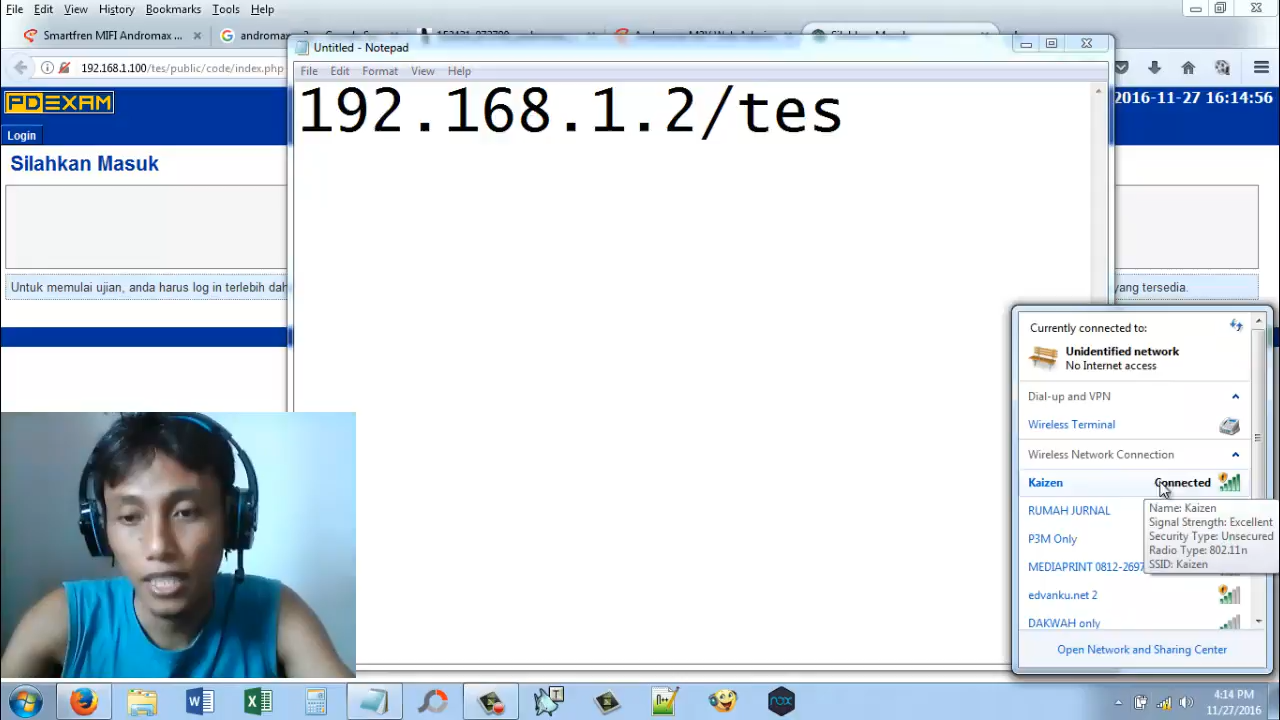 File Edit View History Bookmarks Tools Help
Smartfren MIFI Andromax ...
192.168.1.100/tes/public/code/index.php
PDEXAM
2016-11-27 16:14:56
Login
Silahkan Masuk
Untuk memulai ujian, anda harus log in terlebih dah
yang tersedia.
Untitled - Notepad
File Edit Format View Help
192.168.1.2/tes
Currently connected to:
Unidentified network
No Internet access
Dial-up and VPN
Wireless Terminal
Wireless Network Connection
Kaizen Connected
RUMAH JURNAL
P3M Only
MEDIAPRINT 0812-2697
edvanku.net 2
DAKWAH only
Name: Kaizen
Signal Strength: Excellent
Security Type: Unsecured
Radio Type: 802.11n
SSID: Kaizen
Open Network and Sharing Center
nox
4:14 PM
11/27/2016